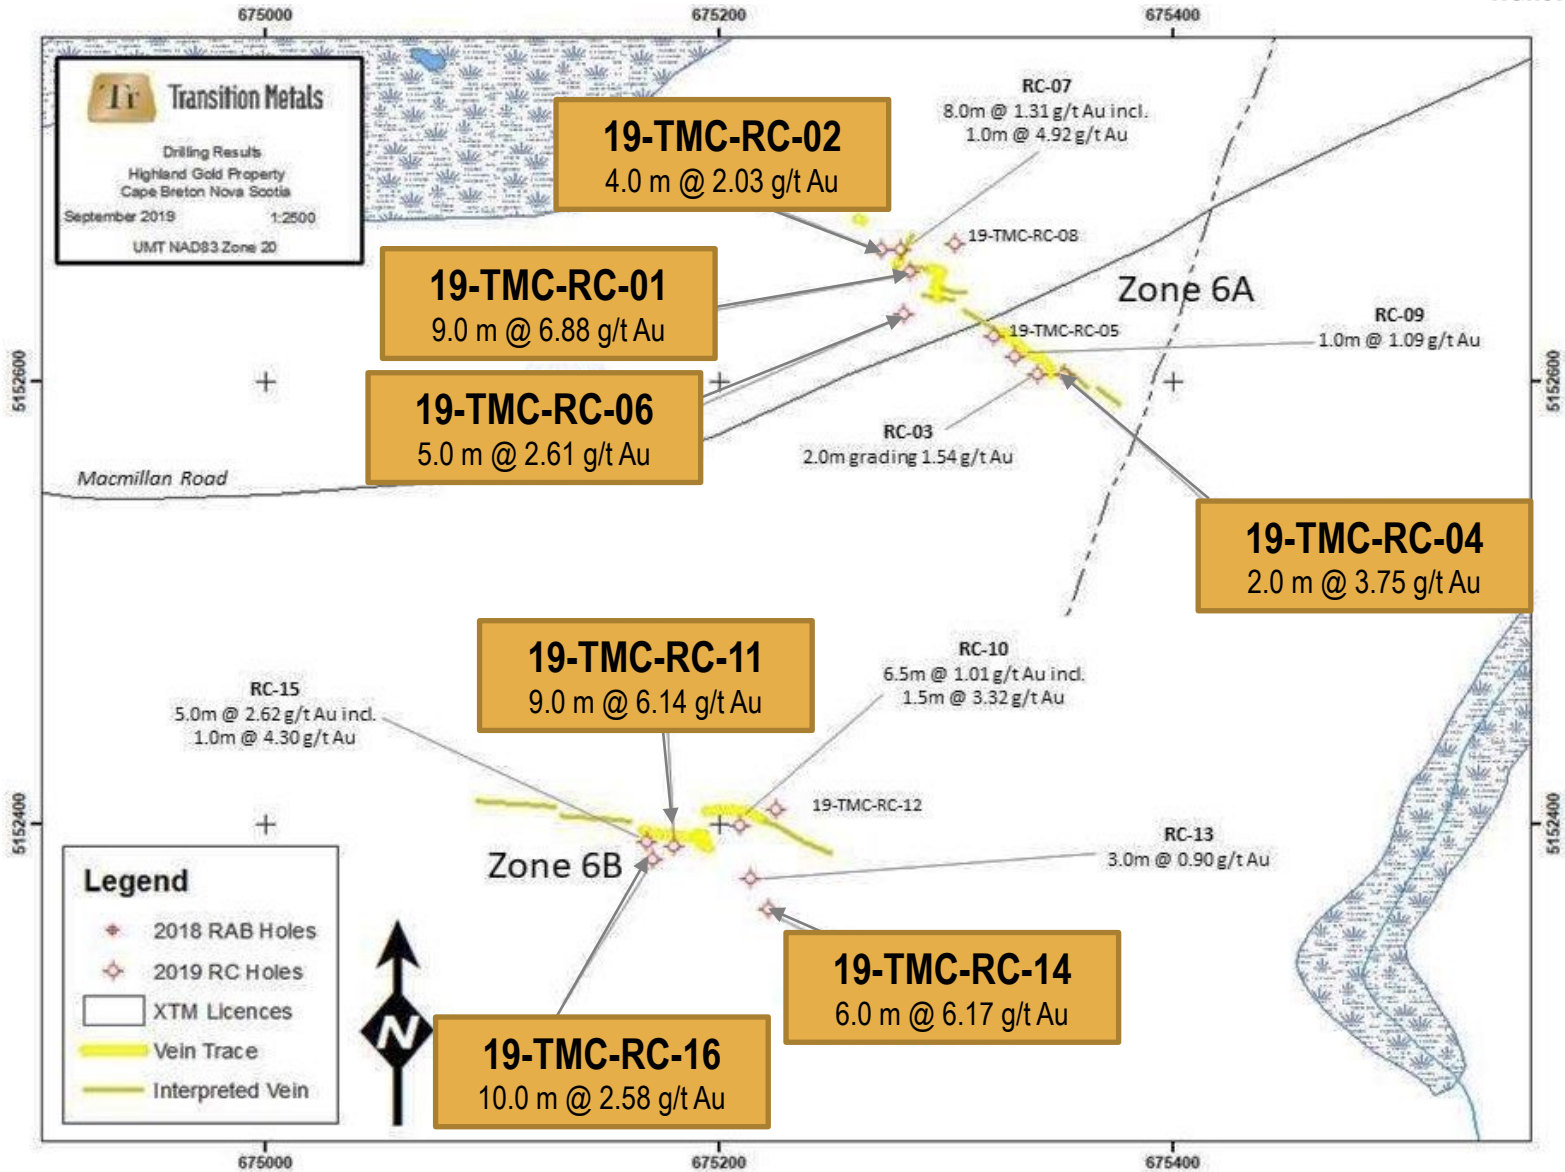 675000
675200
675400
Tr Transition Metals
Drilling Results
Highland Gold Property
Cape Breton Nova Scotia
September 2019 1:2500
UMT NAD83 Zone 20
RC-07
8.0m @ 1.31 g/t Au incl.
1.0m @ 4.92 g/t Au
19-TMC-RC-02
4.0 m @ 2.03 g/t Au
19-TMC-RC-08
19-TMC-RC-01
9.0 m @ 6.88 g/t Au
Zone 6A
19-TMC-RC-05
RC-09
1.0m @ 1.09 g/t Au
5152600
5152600
19-TMC-RC-06
5.0 m @ 2.61 g/t Au
RC-03
2.0m grading 1.54 g/t Au
Macmillan Road
19-TMC-RC-04
2.0 m @ 3.75 g/t Au
19-TMC-RC-11
9.0 m @ 6.14 g/t Au
RC-10
6.5m @ 1.01 g/t Au incl.
1.5m @ 3.32 g/t Au
RC-15
5.0m @ 2.62 g/t Au incl.
1.0m @ 4.30 g/t Au
19-TMC-RC-12
5152400
5152400
RC-13
3.0m @ 0.90 g/t Au
Zone 6B
Legend
2018 RAB Holes
2019 RC Holes
XTM Licences
Vein Trace
Interpreted Vein
N
19-TMC-RC-14
6.0 m @ 6.17 g/t Au
19-TMC-RC-16
10.0 m @ 2.58 g/t Au
675000
675200
675400